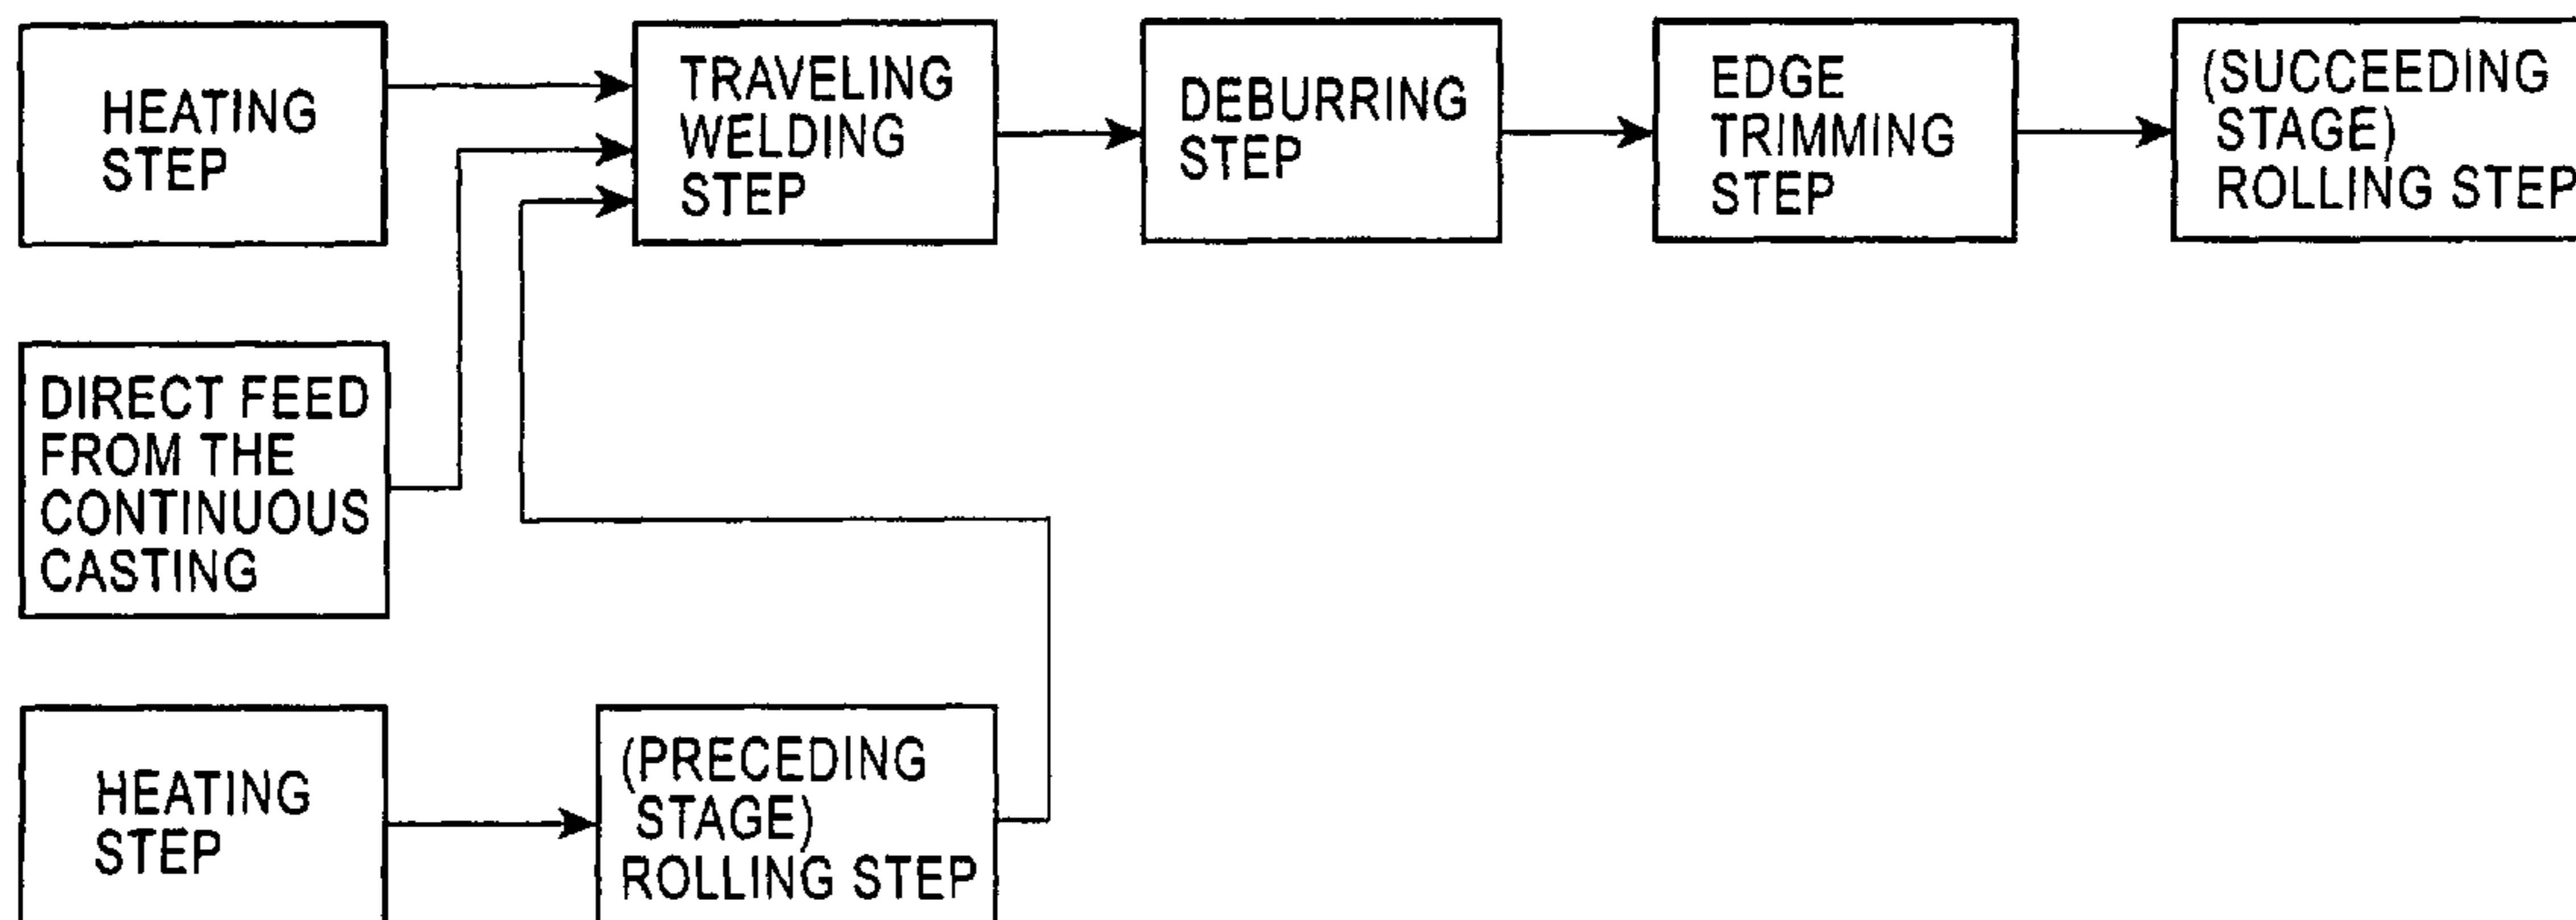 HEATING
STEP
TRAVELING
WELDING
STEP
DEBURRING
STEP
EDGE
TRIMMING
STEP
(SUCCEEDING
STAGE)
ROLLING STEP
DIRECT FEED
FROM THE
CONTINUOUS
CASTING
HEATING
STEP
(PRECEDING
STAGE)
ROLLING STEP